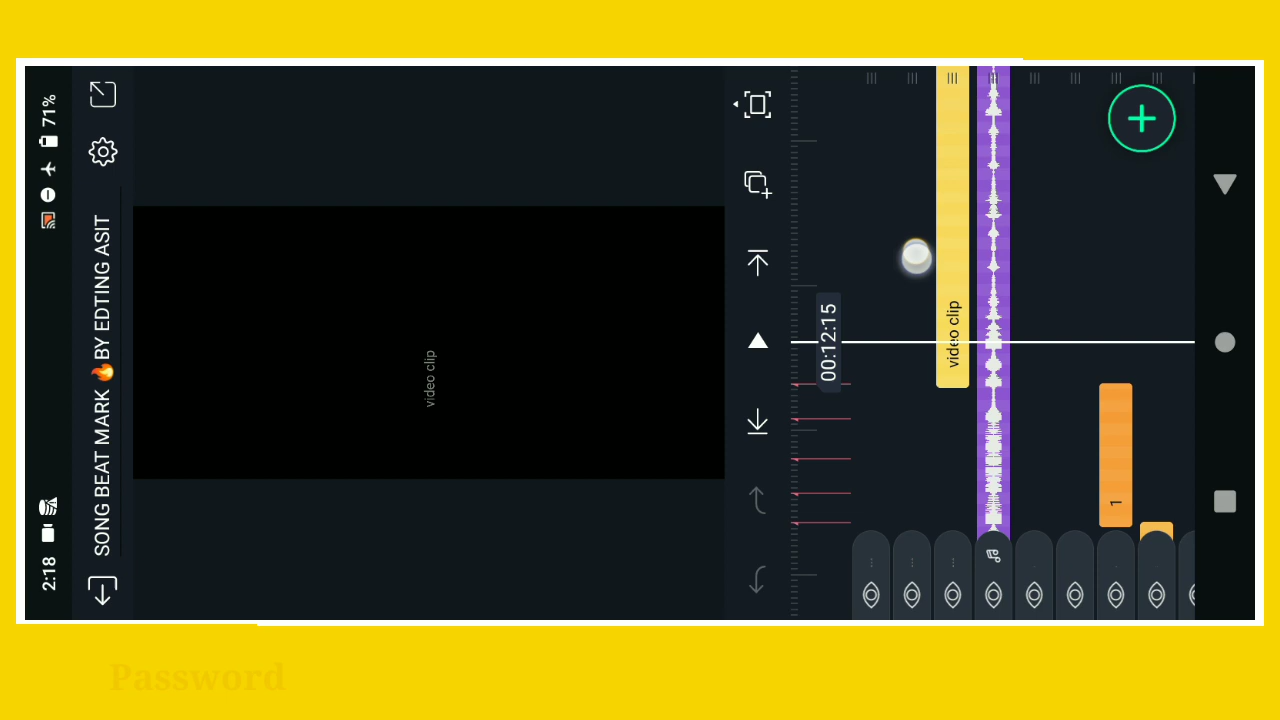 2:18
71%
SONG BEAT MARK 🔥 BY EDTING ASIT
video clip
00:12:15
video clip
1
Password